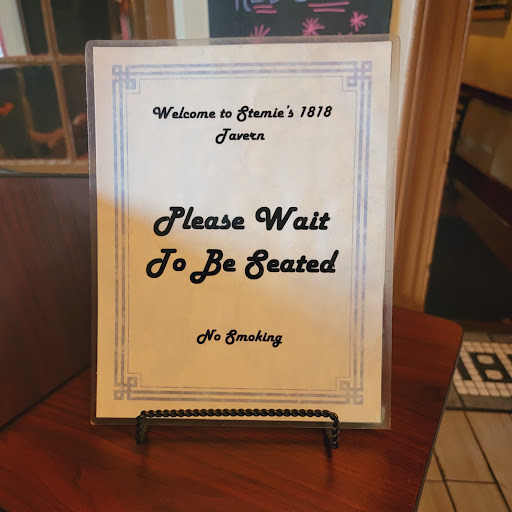 Welcome to Stemie's 1818
Tavern
Please Wait
To Be Seated
No Smoking